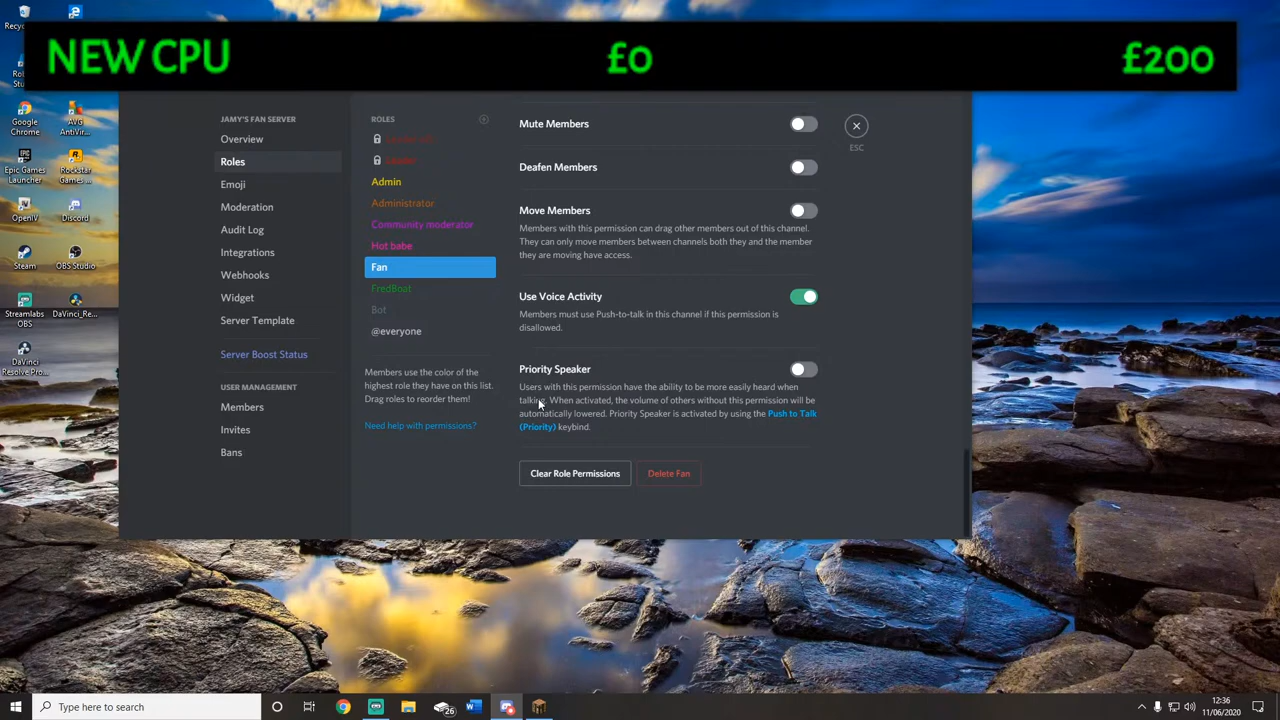 Recyc
NEW CPU
£0
£200
Google
Chrome
AVG
AntiVir...
Epic Games
Launcher
Rockstar
Games ...
OpenIV
Discord
Steam
OBS Studio
Streamlabs
OBS
DaVinci_Re...
DaVinci
Resolve Pro...
JAMY'S FAN SERVER
Overview
Roles
Emoji
Moderation
Audit Log
Integrations
Webhooks
Widget
Server Template
Server Boost Status
USER MANAGEMENT
Members
Invites
Bans
ROLES
Admin
Administrator
Community moderator
Hot babe
Fan
FredBoat
Bot
@everyone
Members use the color of the
highest role they have on this list.
Drag roles to reorder them!
Need help with permissions?
Mute Members
Deafen Members
Move Members
Members with this permission can drag other members out of this channel.
They can only move members between channels both they and the member
they are moving have access.
Use Voice Activity
Members must use Push-to-talk in this channel if this permission is
disallowed.
Priority Speaker
Users with this permission have the ability to be more easily heard when
talking. When activated, the volume of others without this permission will be
automatically lowered. Priority Speaker is activated by using the Push to Talk
(Priority) keybind.
Clear Role Permissions
Delete Fan
ESC
Type here to search
26
12:36
11/06/2020